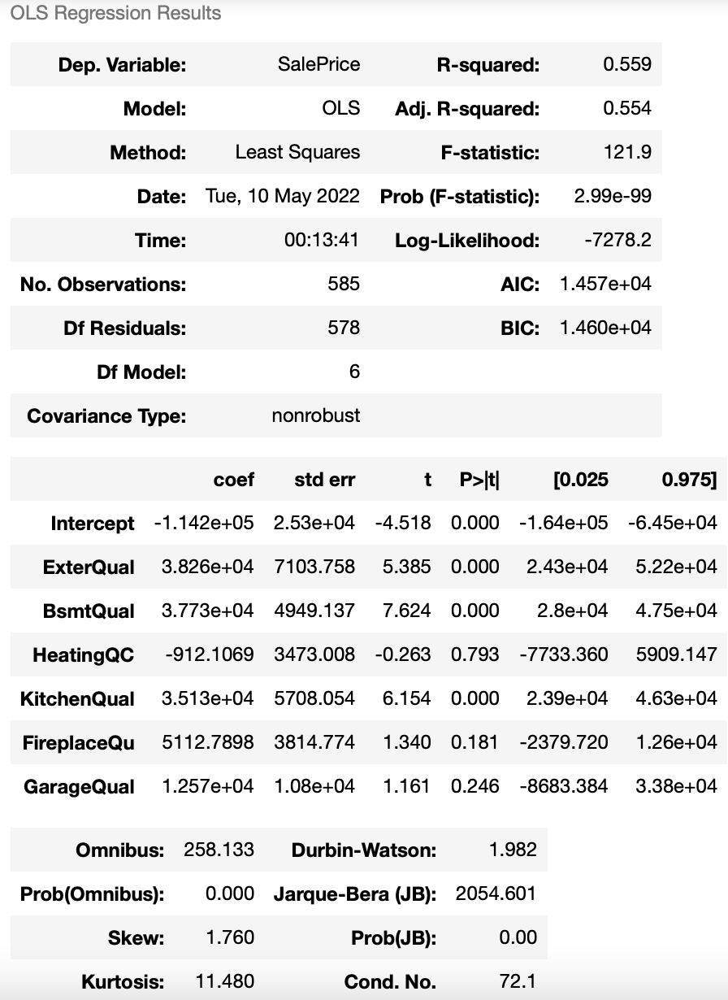 OLS Regression Results
Dep. Variable: SalePrice R-squared: 0.559
Model: OLS Adj. R-squared: 0.554
Method: Least Squares F-statistic: 121.9
Date: Tue, 10 May 2022 Prob (F-statistic): 2.99e-99
Time: 00:13:41 Log-Likelihood: -7278.2
No. Observations: 585 AIC: 1.457e+04
Df Residuals: 578 BIC: 1.460e+04
Df Model: 6
Covariance Type: nonrobust
coef std err t P>|t| [0.025 0.975]
Intercept -1.142e+05 2.53e+04 -4.518 0.000 -1.64e+05 -6.45e+04
ExterQual 3.826e+04 7103.758 5.385 0.000 2.43e+04 5.22e+04
BsmtQual 3.773e+04 4949.137 7.624 0.000 2.8e+04 4.75e+04
HeatingQC -912.1069 3473.008 -0.263 0.793 -7733.360 5909.147
KitchenQual 3.513e+04 5708.054 6.154 0.000 2.39e+04 4.63e+04
FireplaceQu 5112.7898 3814.774 1.340 0.181 -2379.720 1.26e+04
GarageQual 1.257e+04 1.08e+04 1.161 0.246 -8683.384 3.38e+04
Omnibus: 258.133 Durbin-Watson: 1.982
Prob(Omnibus): 0.000 Jarque-Bera (JB): 2054.601
Skew: 1.760 Prob(JB): 0.00
Kurtosis: 11.480 Cond. No. 72.1